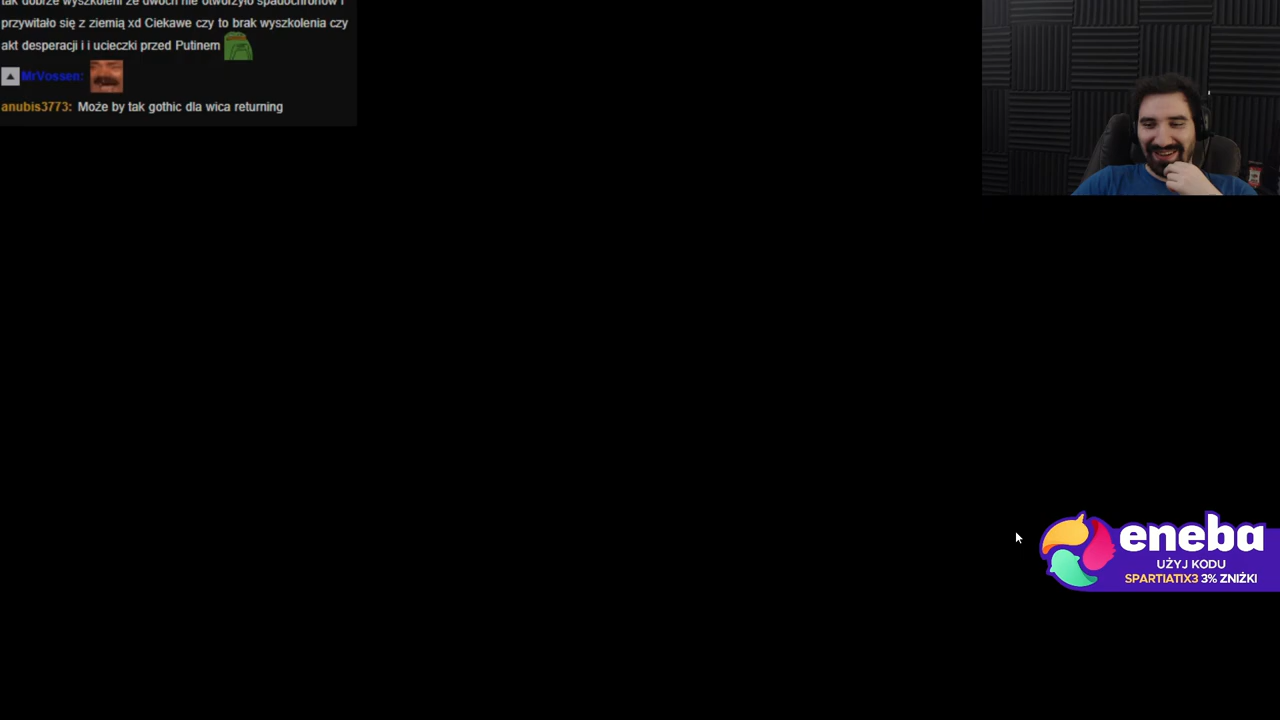 tak dobrze wyszkoleni że dwóch nie otworzyło spadochronów i
przywitało się z ziemią xd Ciekawe czy to brak wyszkolenia czy
akt desperacji i i ucieczki przed Putinem
MrVossen:
anubis3773: Może by tak gothic dla wica returning
eneba
UŻYJ KODU
SPARTIATIX3 3% ZNIŻKI